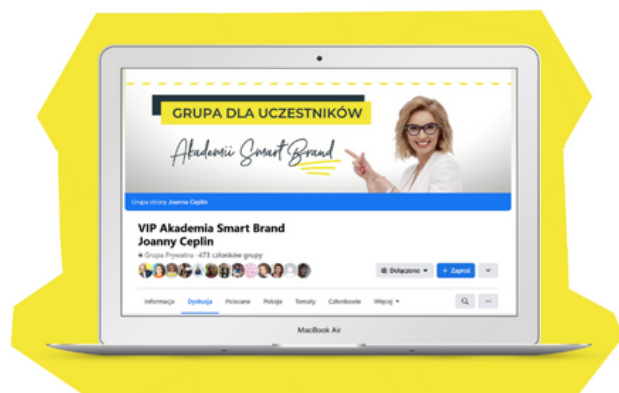 GRUPA DLA UCZESTNIKÓW
Akademii Smart Brand
Grupa strony Joanna Ceplin
VIP Akademia Smart Brand
Joanny Ceplin
Grupa Prywatna · 473 członków grupy
Dołączono
+ Zaproś
Informacje Dyskusja Polecane Pokoje Tematy Członkowie Więcej
MacBook Air